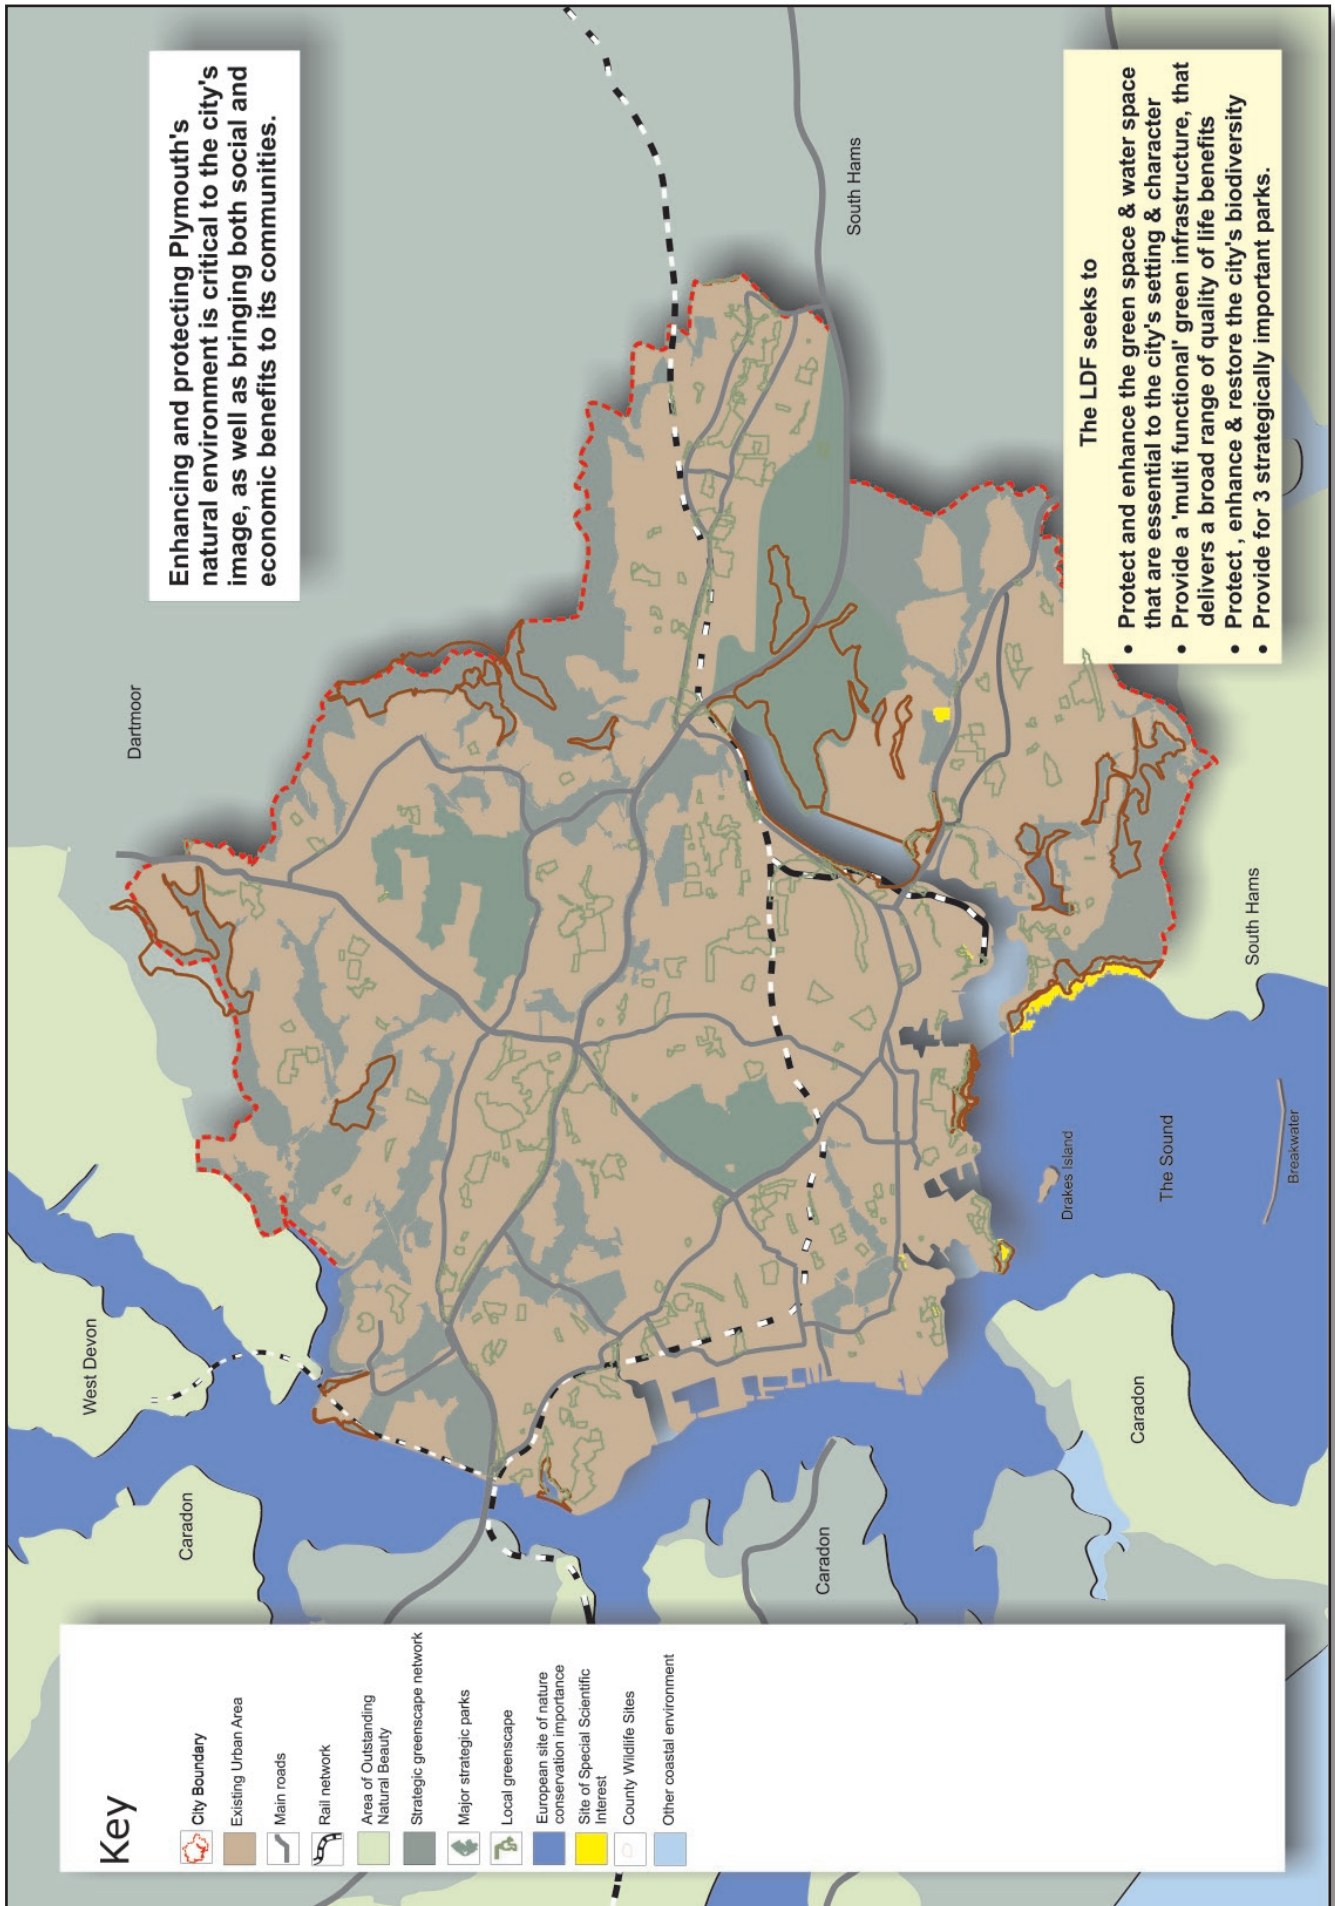 Enhancing and protecting Plymouth's
natural environment is critical to the city's
image, as well as bringing both social and
economic benefits to its communities.
Dartmoor
South Hams
West Devon
Caradon
Caradon
Caradon
Drakes Island
The Sound
Breakwater
South Hams
The LDF seeks to
• Protect and enhance the green space & water space
that are essential to the city's setting & character
• Provide a 'multi functional' green infrastructure, that
delivers a broad range of quality of life benefits
• Protect , enhance & restore the city's biodiversity
• Provide for 3 strategically important parks.
Key
City Boundary
Existing Urban Area
Main roads
Rail network
Area of Outstanding
Natural Beauty
Strategic greenscape network
Major strategic parks
Local greenscape
European site of nature
conservation importance
Site of Special Scientific
Interest
County Wildlife Sites
Other coastal environment